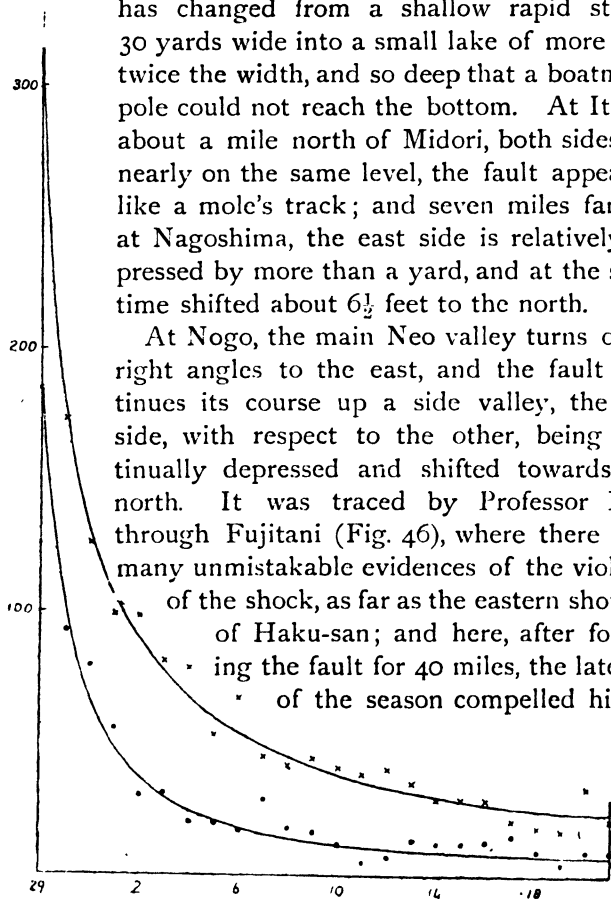 has changed from a shallow rapid st
30 yards wide into a small lake of more
twice the width, and so deep that a boatm
pole could not reach the bottom. At It
about a mile north of Midori, both sides
nearly on the same level, the fault appea
like a mole's track; and seven miles far
at Nagoshima, the east side is relatively
pressed by more than a yard, and at the s
time shifted about 6½ feet to the north.
At Nogo, the main Neo valley turns o
right angles to the east, and the fault
tinues its course up a side valley, the
side, with respect to the other, being
tinually depressed and shifted towards
north. It was traced by Professor
through Fujitani (Fig. 46), where there
many unmistakable evidences of the viol
of the shock, as far as the eastern sho
of Haku-san; and here, after fo
ing the fault for 40 miles, the late
of the season compelled hi
300
200
100
29 2 6 10 14 18